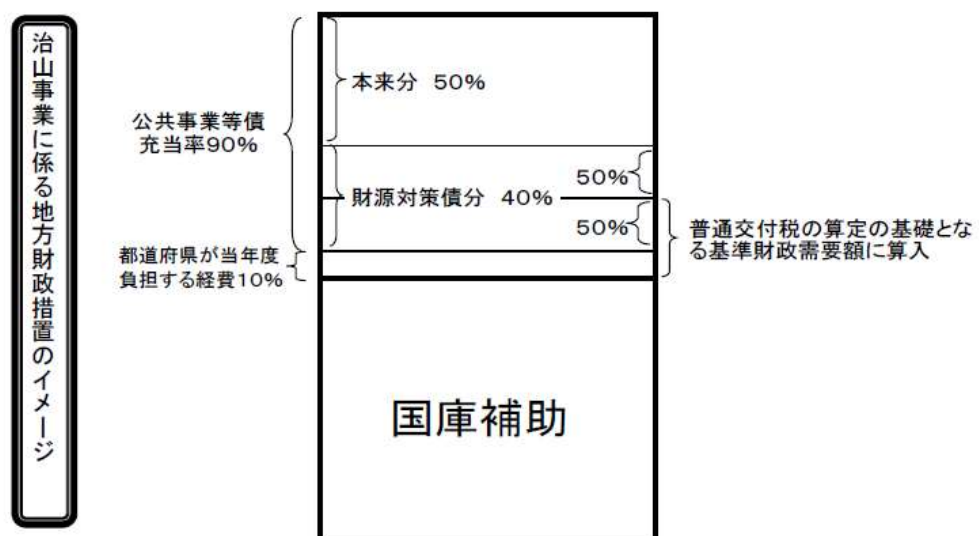 治山事業に係る地方財政措置のイメージ
本来分 50%
公共事業等債
充当率90%
50%
財源対策債分 40%
50%
普通交付税の算定の基礎とな
る基準財政需要額に算入
都道府県が当年度
負担する経費10%
国庫補助